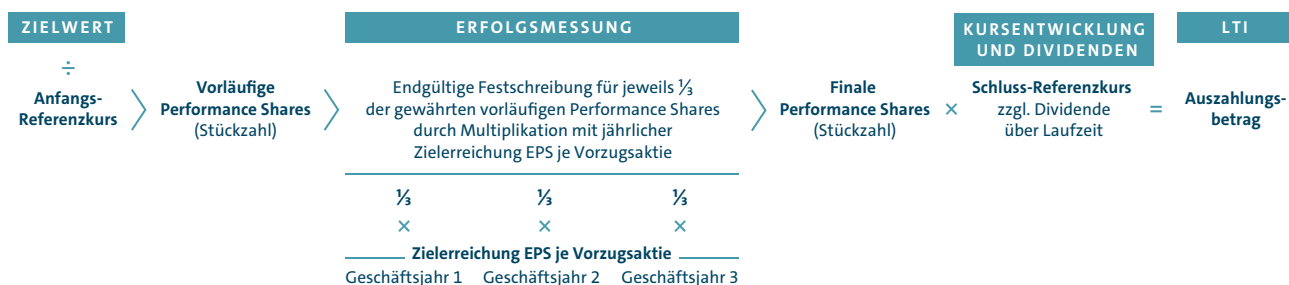 ZIELWERT
÷
Anfangs-
Referenzkurs
Vorläufige
Performance Shares
(Stückzahl)
ERFOLGSMESSUNG
Endgültige Festschreibung für jeweils ⅓
der gewährten vorläufigen Performance Shares
durch Multiplikation mit jährlicher
Zielerreichung EPS je Vorzugsaktie
⅓ ⅓ ⅓
× × ×
Zielerreichung EPS je Vorzugsaktie
Geschäftsjahr 1 Geschäftsjahr 2 Geschäftsjahr 3
Finale
Performance Shares
(Stückzahl)
×
KURSENTWICKLUNG
UND DIVIDENDEN
Schluss-Referenzkurs
zzgl. Dividende
über Laufzeit
=
LTI
Auszahlungs-
betrag